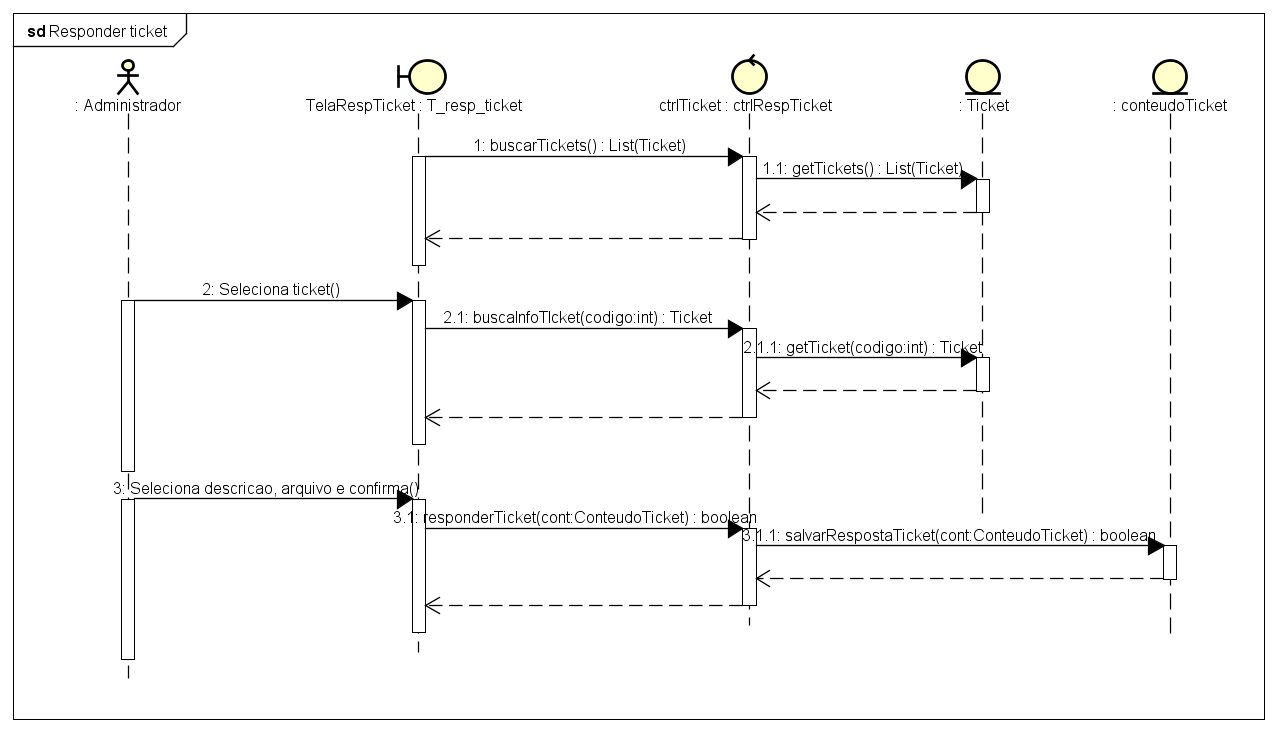 sd Responder ticket
: Administrador
TelaRespTicket : T_resp_ticket
ctrlTicket : ctrlRespTicket
: Ticket
: conteudoTicket
1: buscarTickets() : List(Ticket)
1.1: getTickets() : List(Ticket)
2: Seleciona ticket()
2.1: buscaInfoTIcket(codigo:int) : Ticket
2.1.1: getTicket(codigo:int) : Ticket
3: Seleciona descricao, arquivo e confirma()
3.1: responderTicket(cont:ConteudoTicket) : boolean
3.1.1: salvarRespostaTicket(cont:ConteudoTicket) : boolean